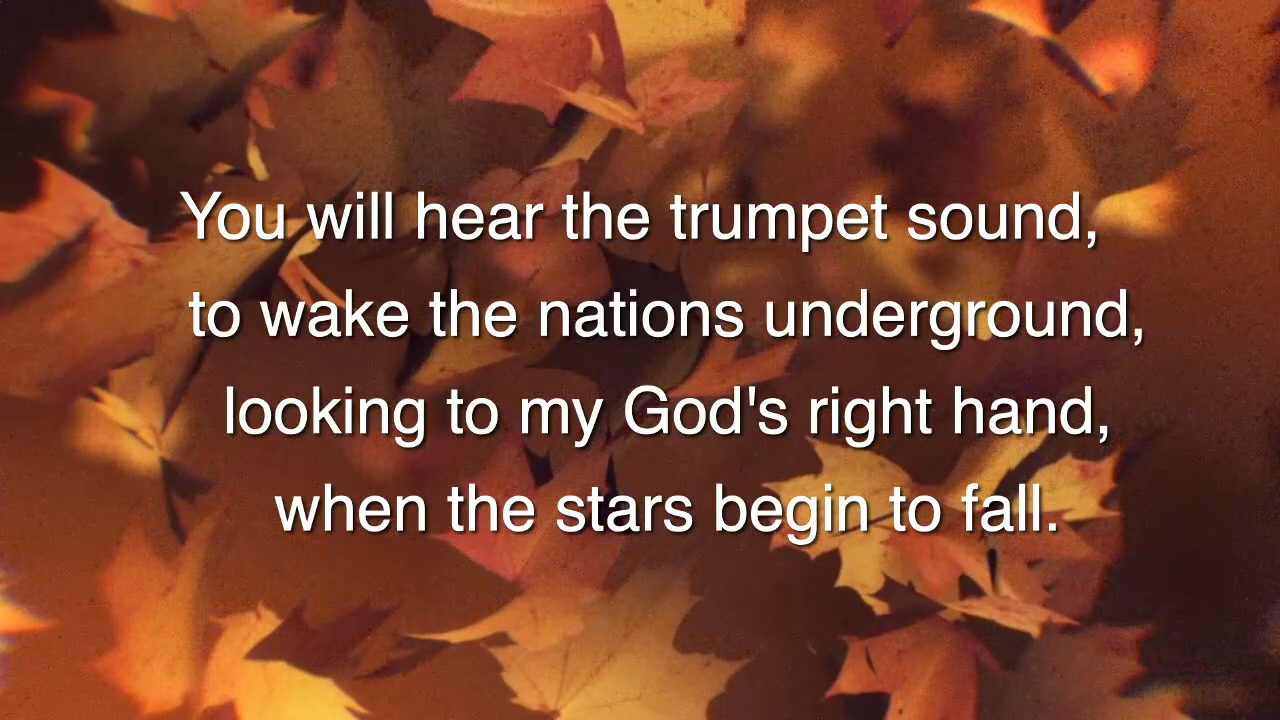 You will hear the trumpet sound,
to wake the nations underground,
looking to my God's right hand,
when the stars begin to fall.